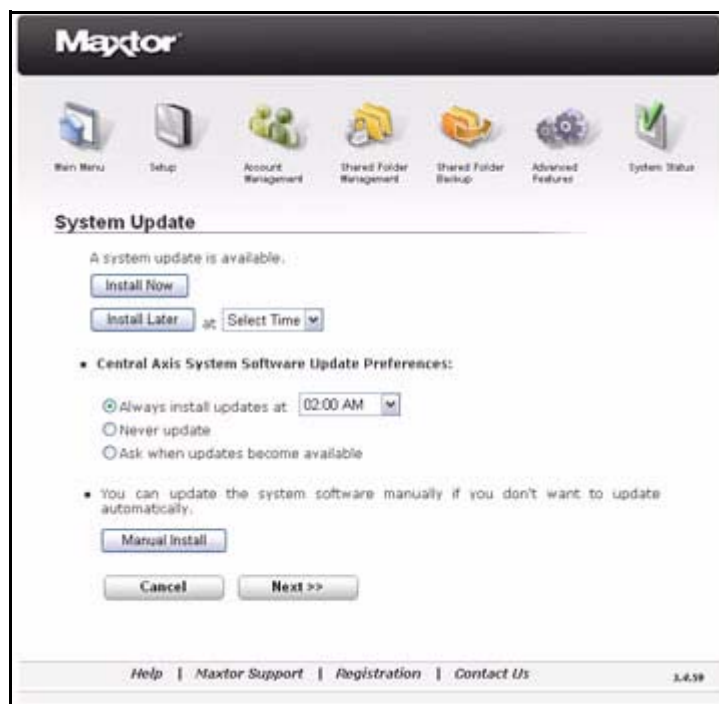 Maxtor
Main Menu
Setup
Account Management
Shared Folder Management
Shared Folder Backup
Advanced Features
System Status
System Update
A system update is available.
Install Now
Install Later at Select Time
• Central Axis System Software Update Preferences:
Always install updates at 02:00 AM
Never update
Ask when updates become available
• You can update the system software manually if you don't want to update
automatically.
Manual Install
Cancel Next >>
Help | Maxtor Support | Registration | Contact Us